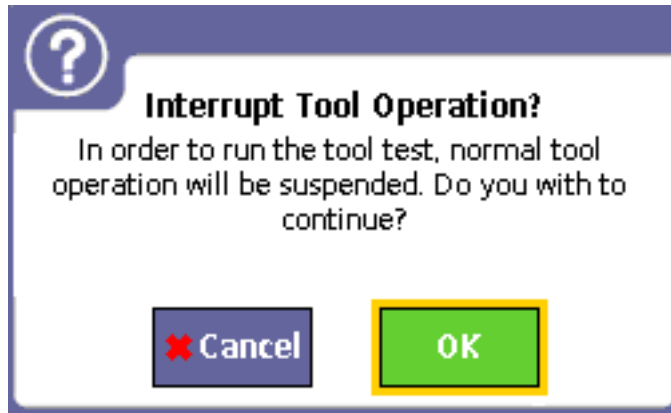 ?
Interrupt Tool Operation?
In order to run the tool test, normal tool
operation will be suspended. Do you with to
continue?
Cancel
OK